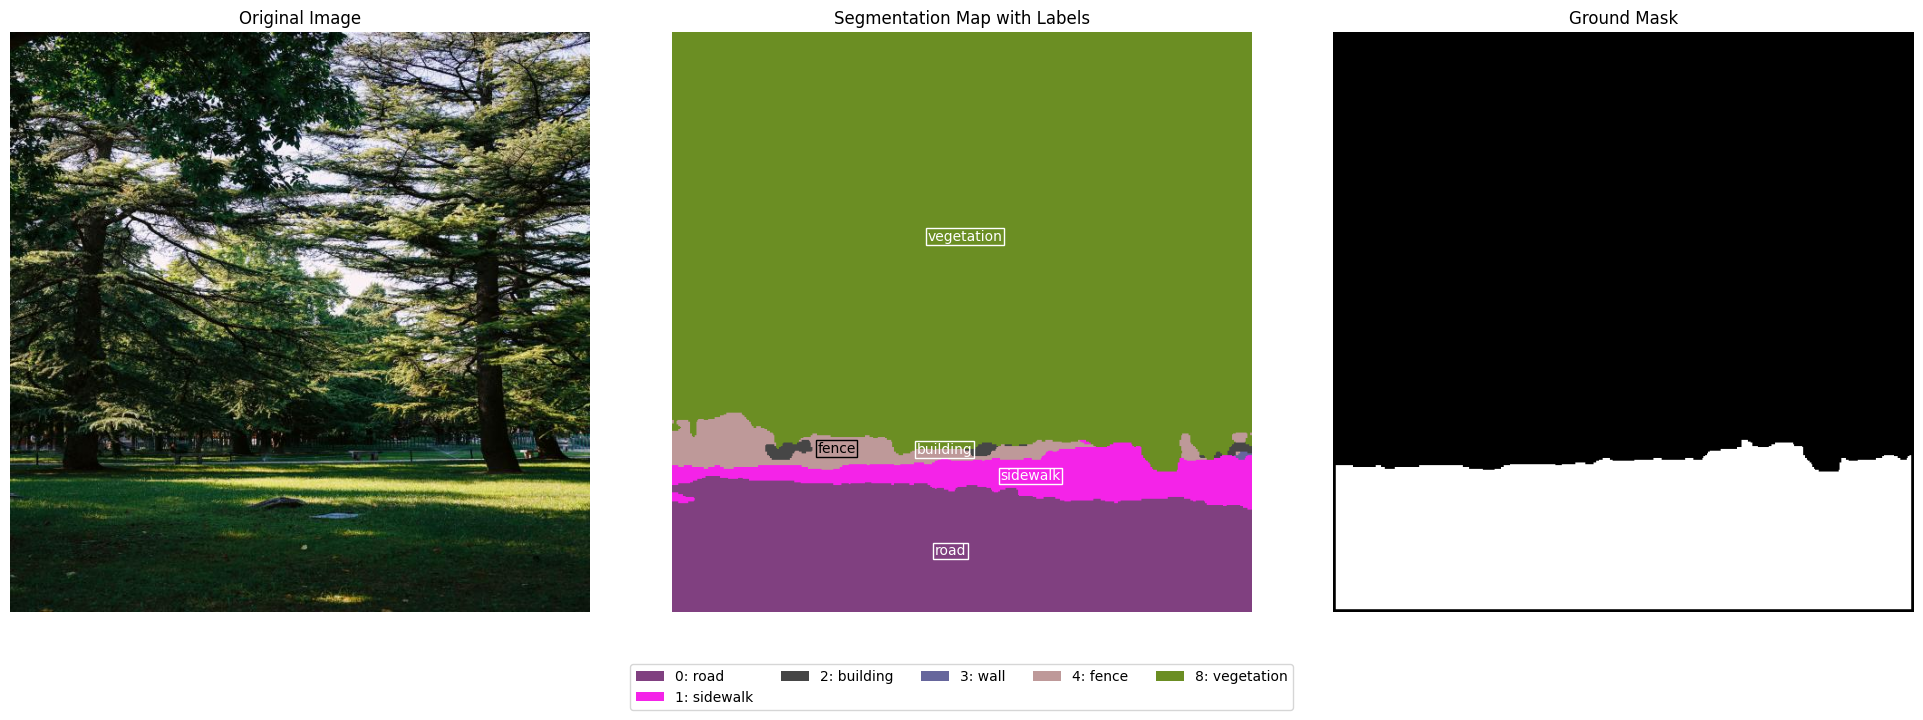 Original Image
Segmentation Map with Labels
Ground Mask
vegetation
fence
building
sidewalk
road
0: road
1: sidewalk
2: building
3: wall
4: fence
8: vegetation